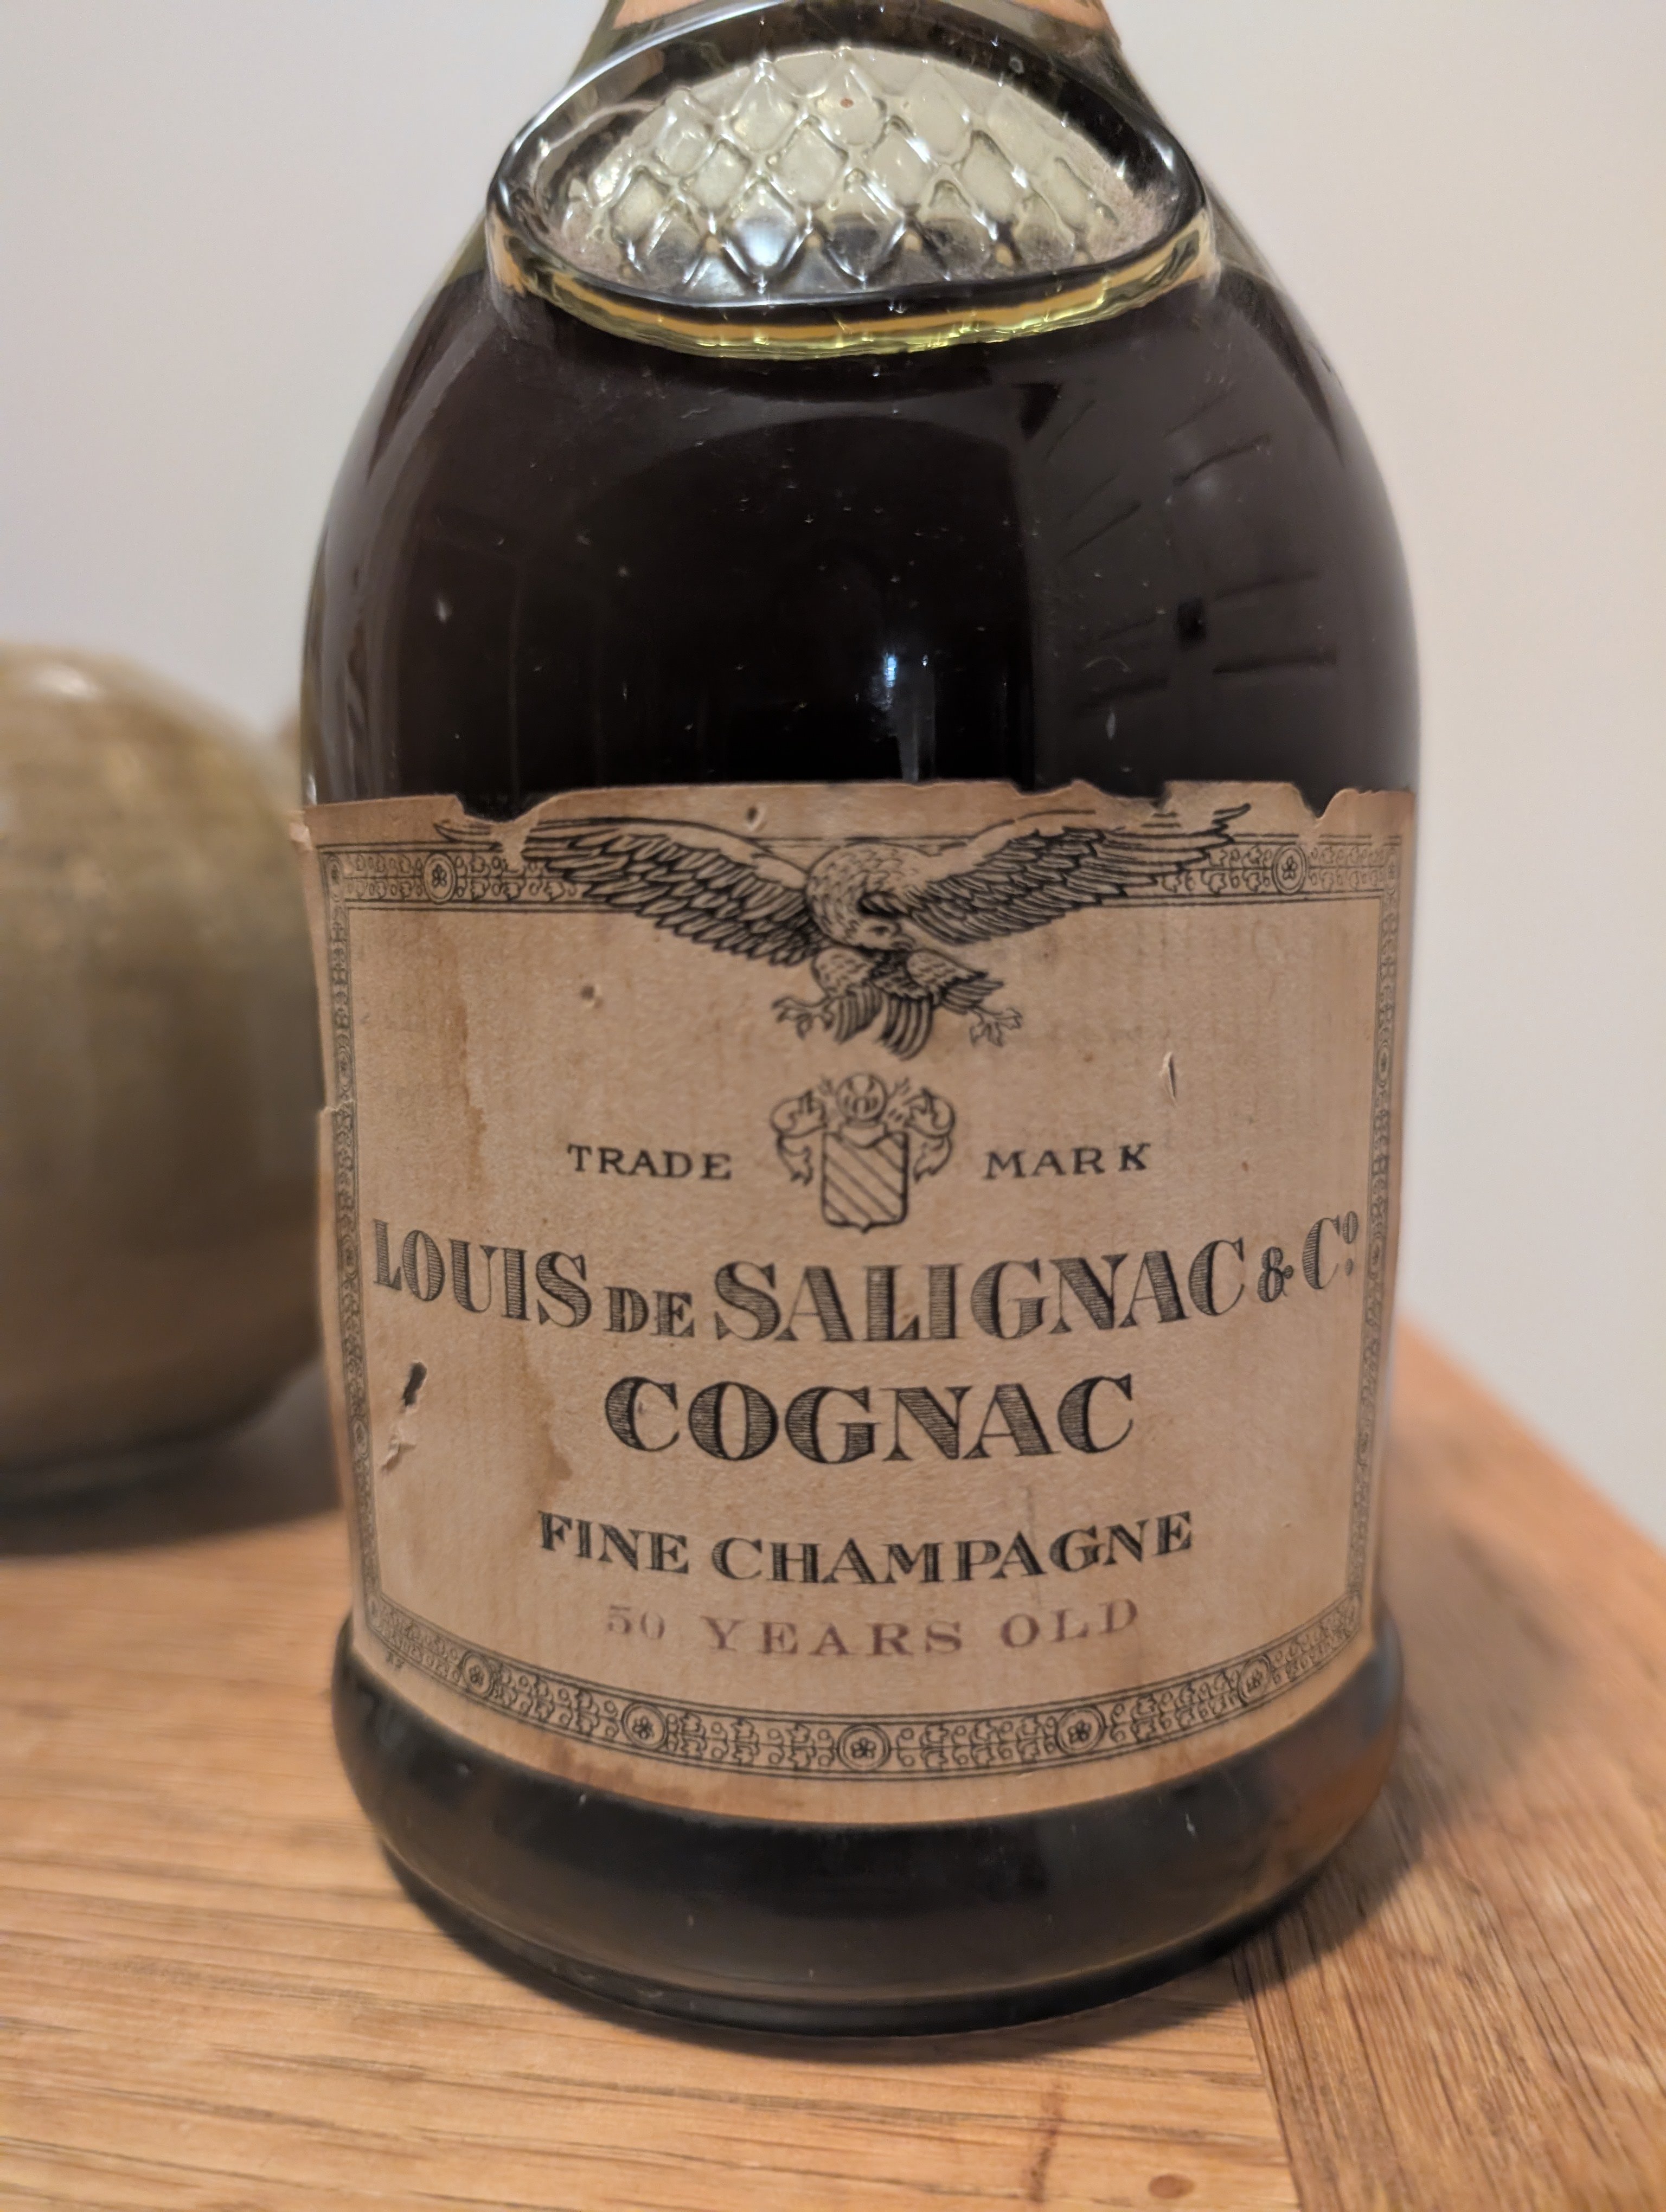 TRADE MARK
LOUIS DE SALIGNAC & Cº
COGNAC
FINE CHAMPAGNE
50 YEARS OLD